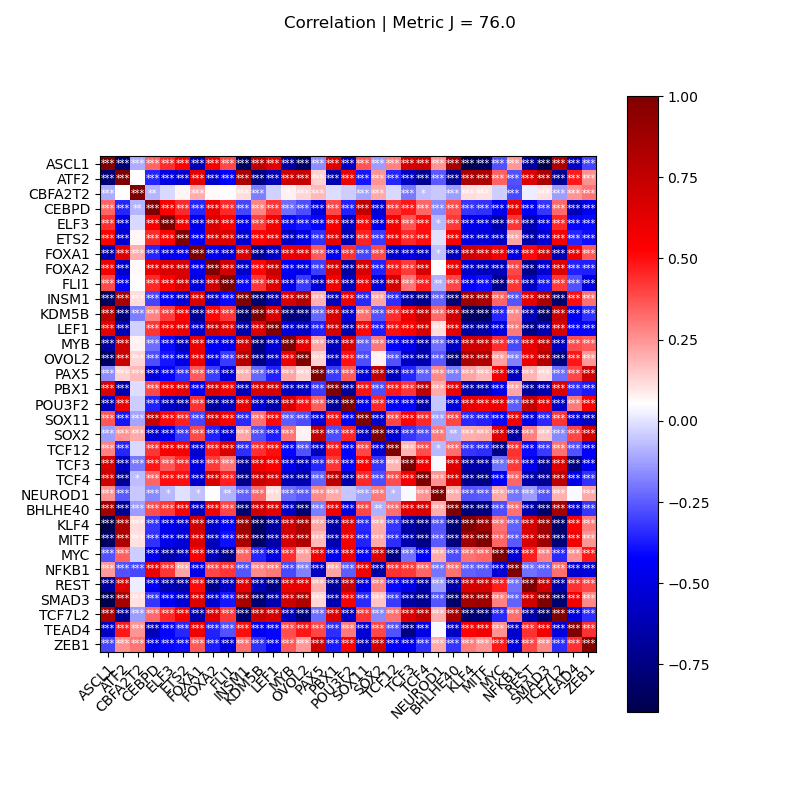 Correlation | Metric J = 76.0
ASCL1
ATF2
CBFA2T2
CEBPD
ELF3
ETS2
FOXA1
FOXA2
FLI1
INSM1
KDM5B
LEF1
MYB
OVOL2
PAX5
PBX1
POU3F2
SOX11
SOX2
TCF12
TCF3
TCF4
NEUROD1
BHLHE40
KLF4
MITF
MYC
NFKB1
REST
SMAD3
TCF7L2
TEAD4
ZEB1
ASCL1
ATF2
CBFA2T2
CEBPD
ELF3
ETS2
FOXA1
FOXA2
FLI1
INSM1
KDM5B
LEF1
MYB
OVOL2
PAX5
PBX1
POU3F2
SOX11
SOX2
TCF12
TCF3
TCF4
NEUROD1
BHLHE40
KLF4
MITF
MYC
NFKB1
REST
SMAD3
TCF7L2
TEAD4
ZEB1
1.00
0.75
0.50
0.25
0.00
−0.25
−0.50
−0.75